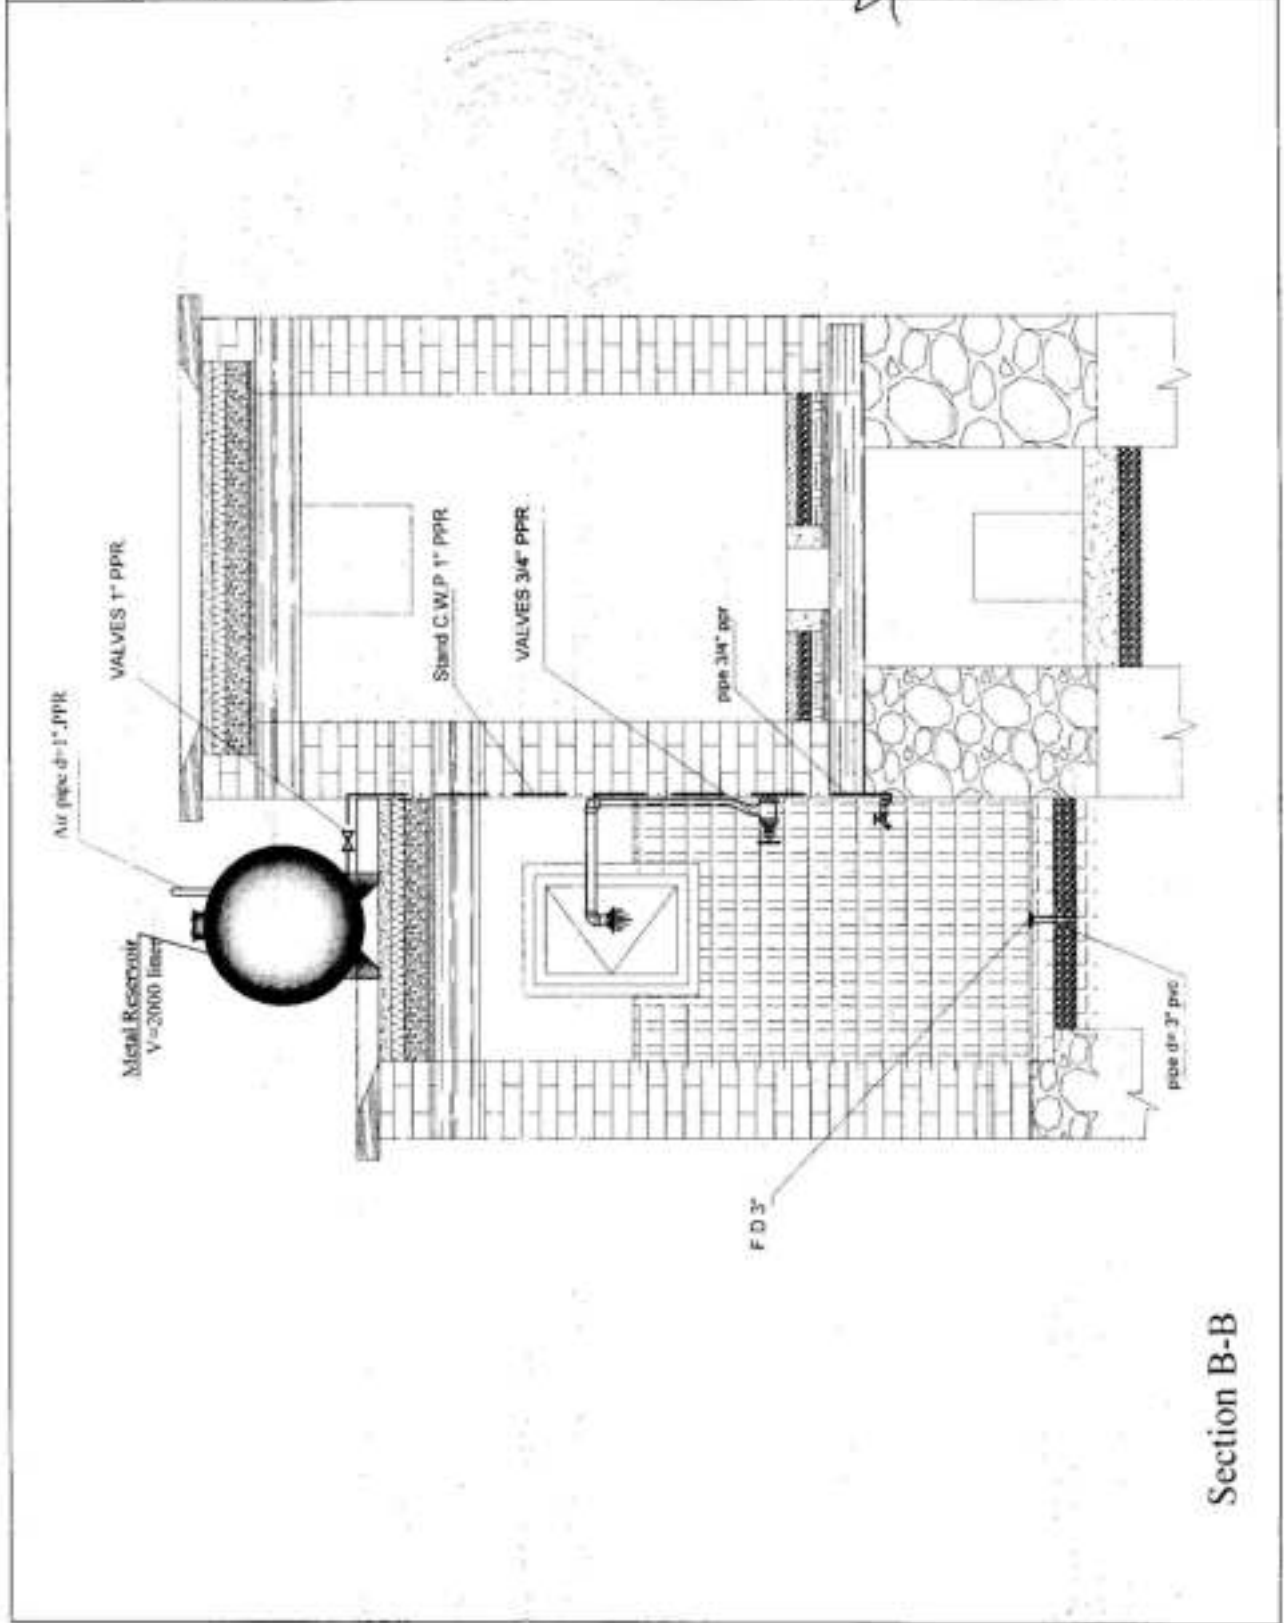 Air pipe d=1".PPR
VALVES 1" PPR
Metal Reservoir
V=2000 liter
Stand C.W.P 1" PPR
VALVES 3/4" PPR
pipe 3/4" ppr
F D 3"
pipe d= 3" pvc
Section B-B